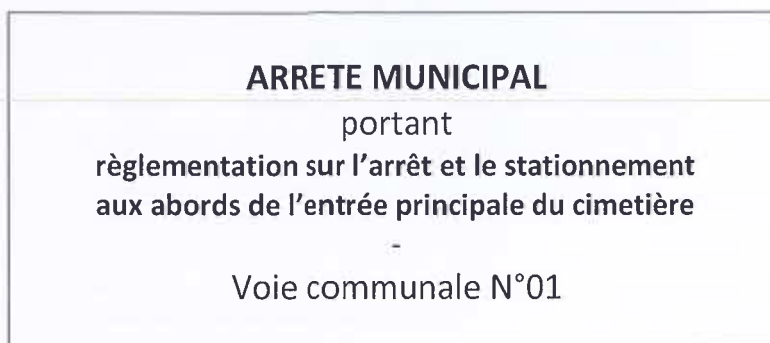 ARRETE MUNICIPAL
portant
règlementation sur l'arrêt et le stationnement
aux abords de l'entrée principale du cimetière
-
Voie communale N°01